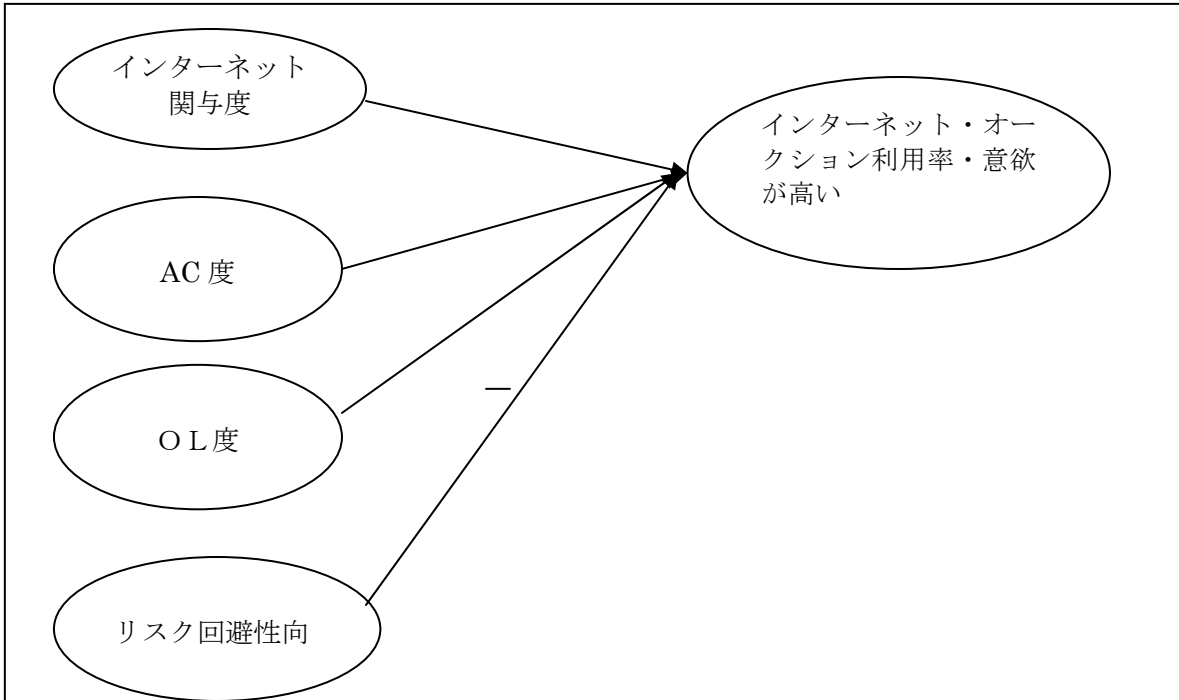 インターネット
関与度
インターネット・オー
クション利用率・意欲
が高い
AC 度
ＯＬ度
－
リスク回避性向